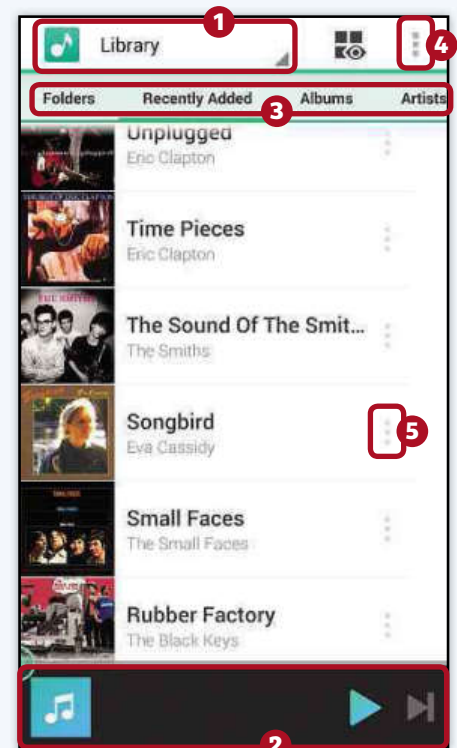 1
Library
4
Folders Recently Added Albums Artists
3
Unplugged
Eric Clapton
Time Pieces
Eric Clapton
THE SMITHS
The Sound Of The Smit...
The Smiths
Songbird
Eva Cassidy
5
Small Faces
The Small Faces
Rubber Factory
The Black Keys
2